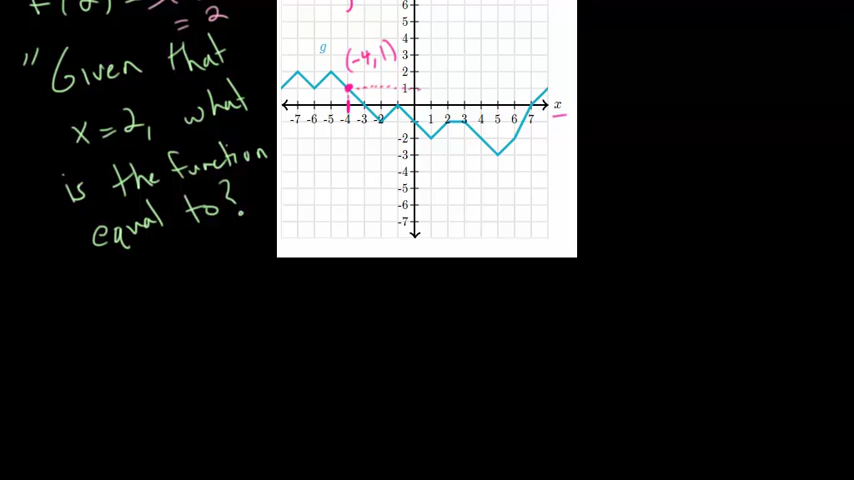 = 2
" Given that
x = 2, what
is the function
equal to?
g
(-4,1)
6
5
4
3
2
1
-7 -6 -5 -4 -3 -2 1 2 3 4 5 6 7
x
-2
-3
-4
-5
-6
-7